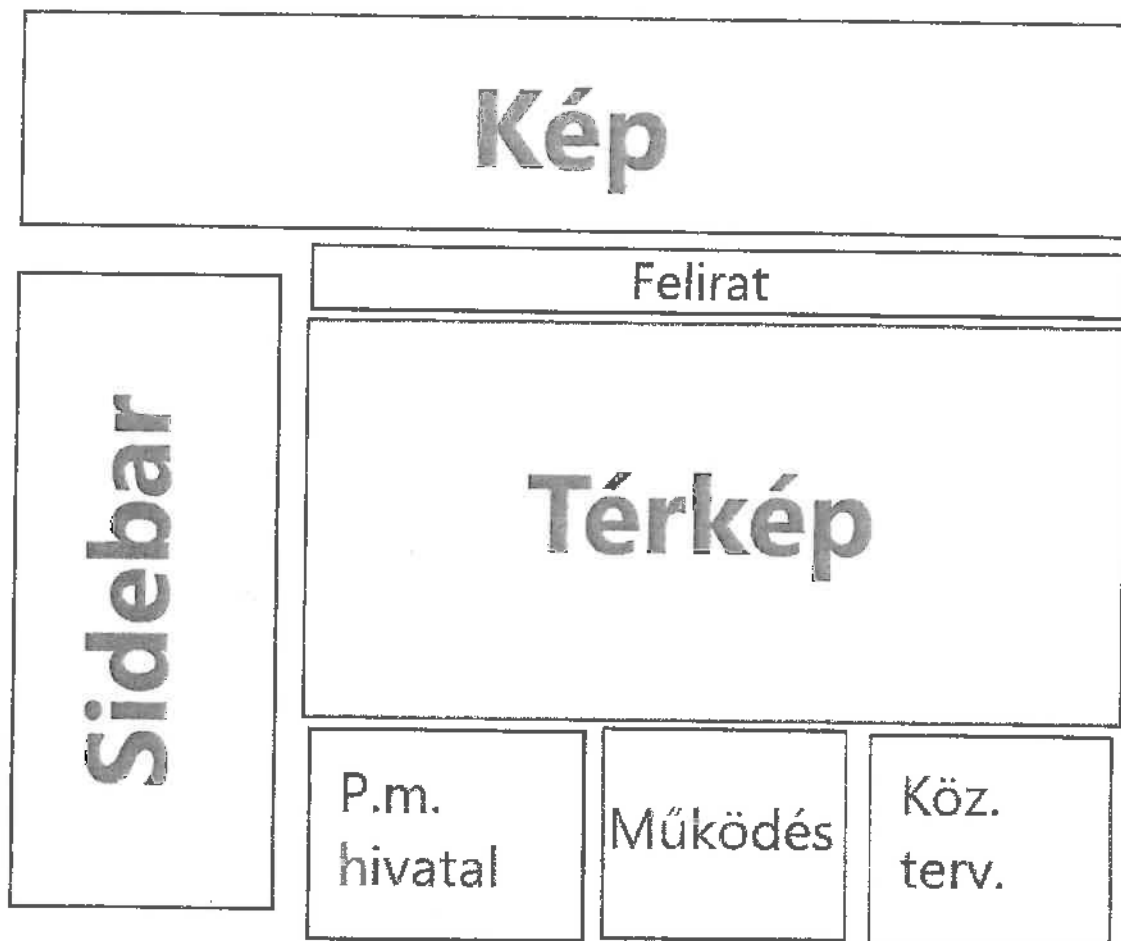 Kép
Felirat
Sidebar
Térkép
P.m.
hivatal
Működés
Köz.
terv.